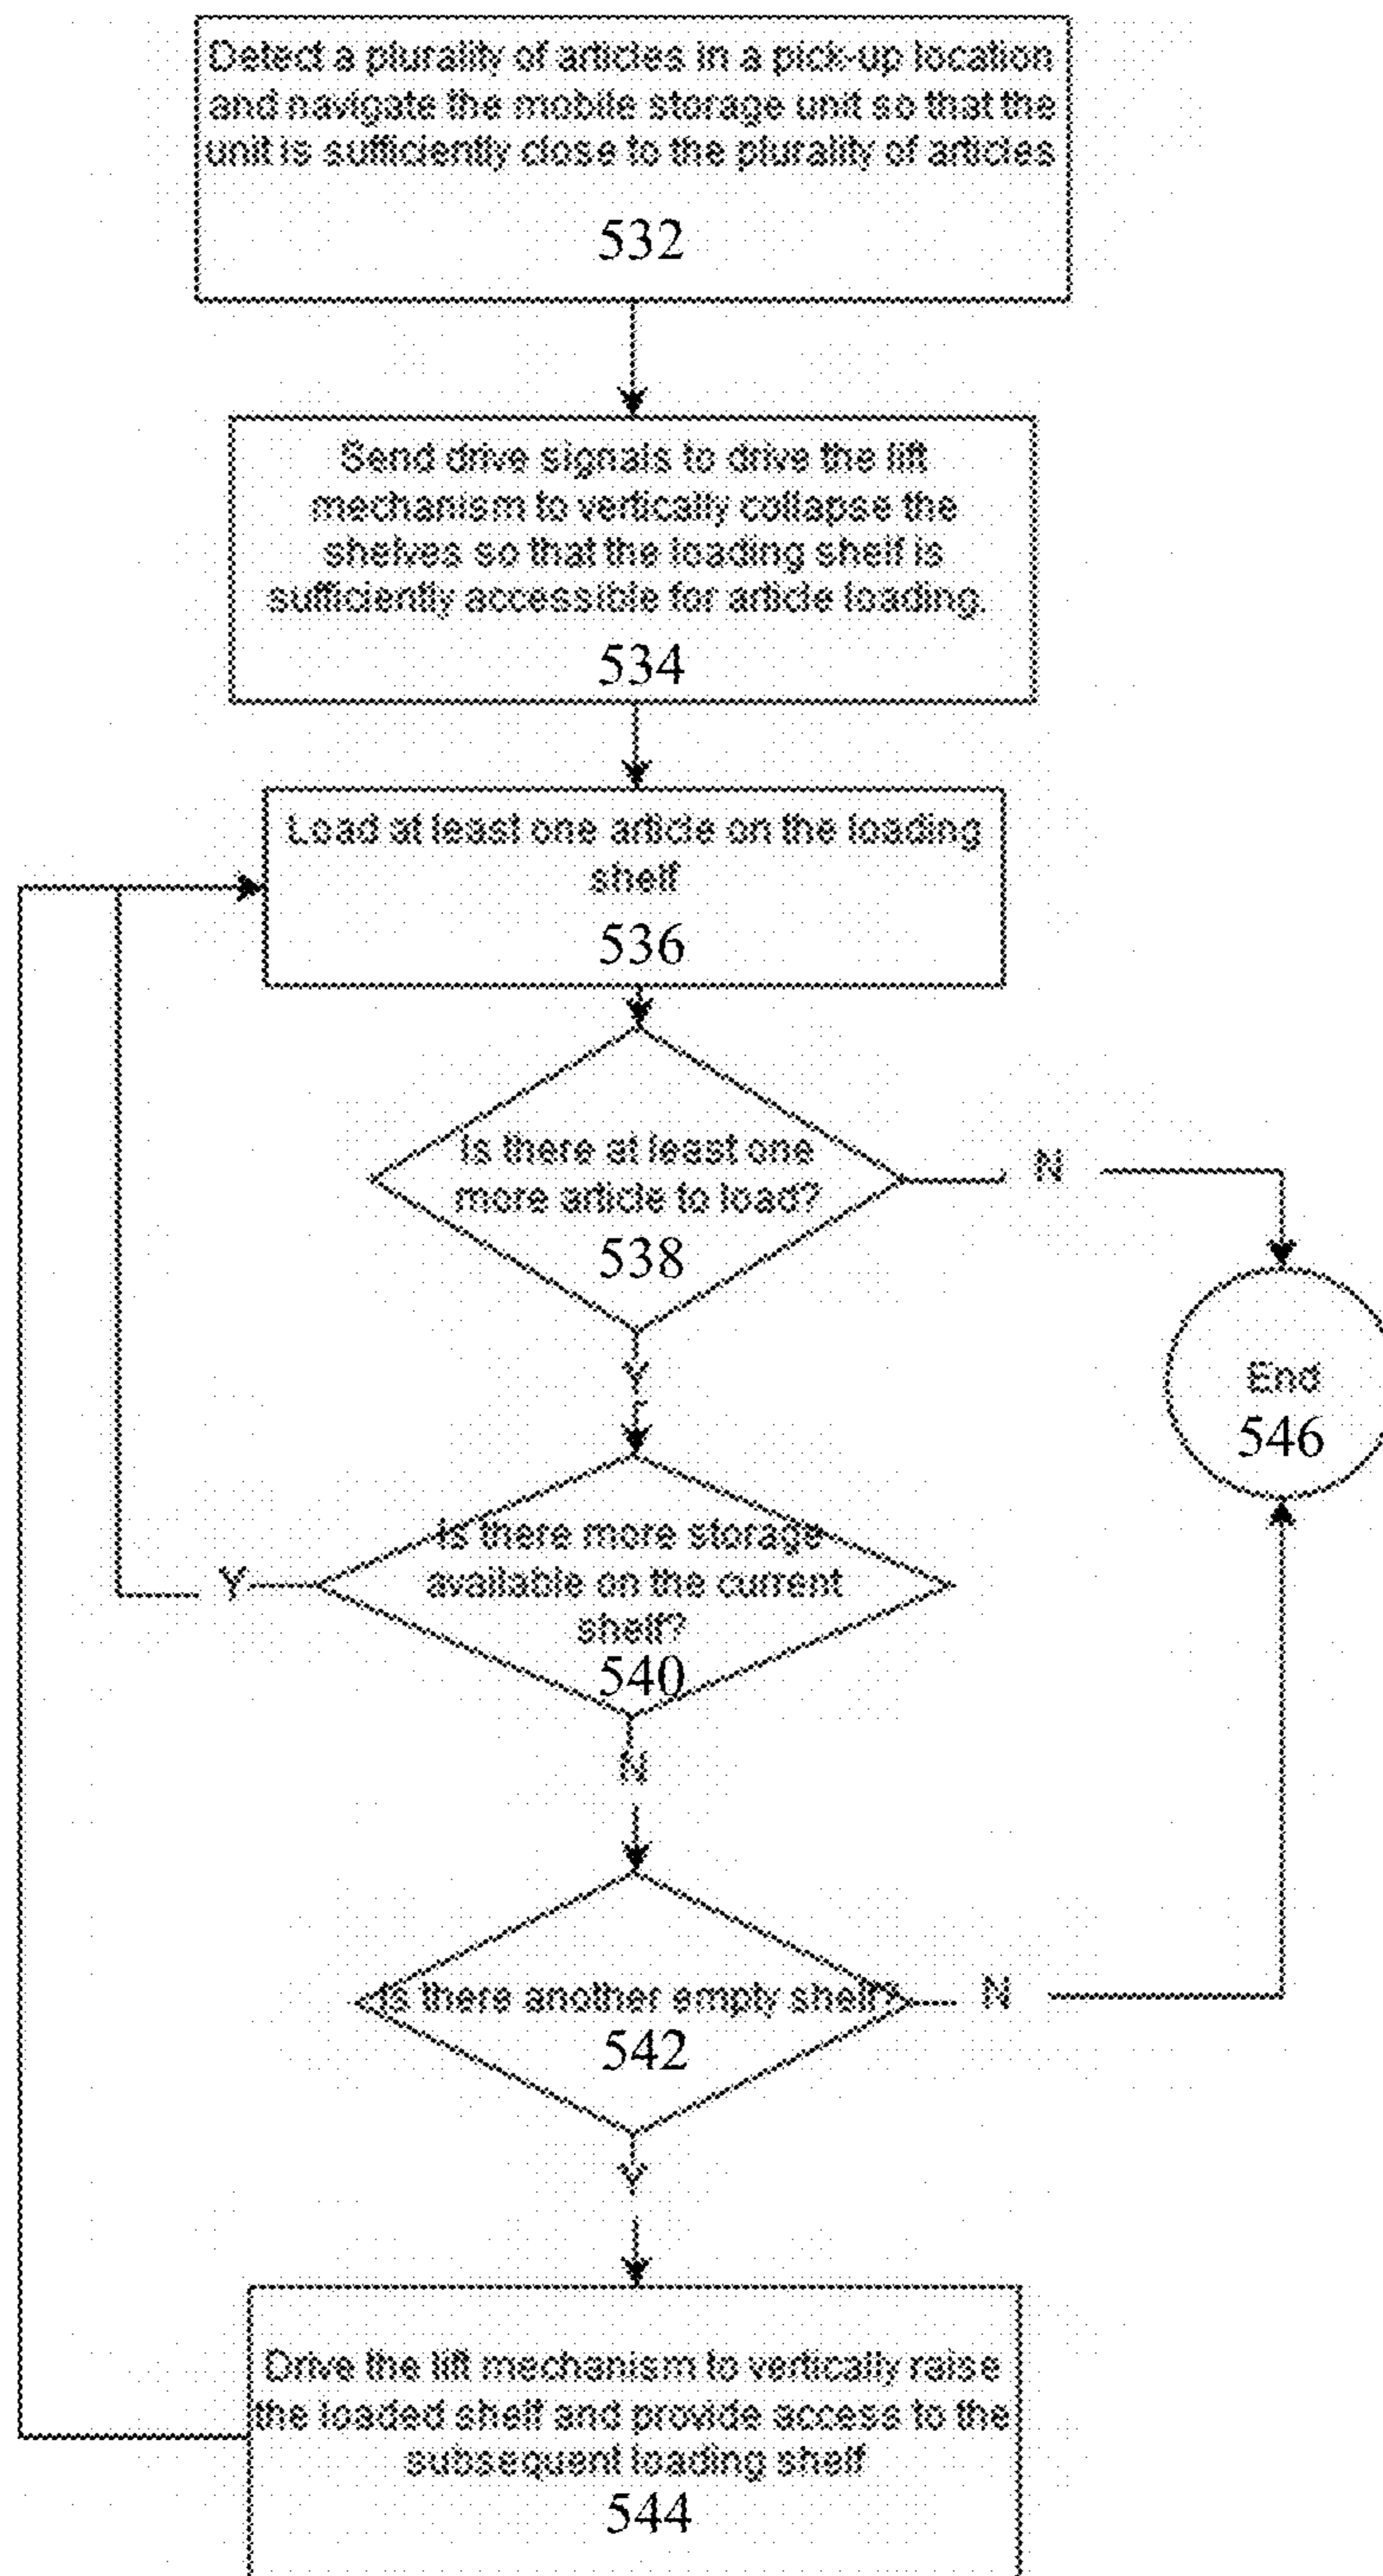 Detect a plurality of articles in a pick-up location
and navigate the mobile storage unit so that the
unit is sufficiently close to the plurality of articles
532
Send drive signals to drive the lift
mechanism to vertically collapse the
shelves so that the loading shelf is
sufficiently accessible for article loading.
534
Load at least one article on the loading
shelf
536
Is there at least one
more article to load?
538
N
Y
End
546
Is there more storage
available on the current
shelf?
540
Y
N
Is there another empty shelf?
542
N
Y
Drive the lift mechanism to vertically raise
the loaded shelf and provide access to the
subsequent loading shelf
544